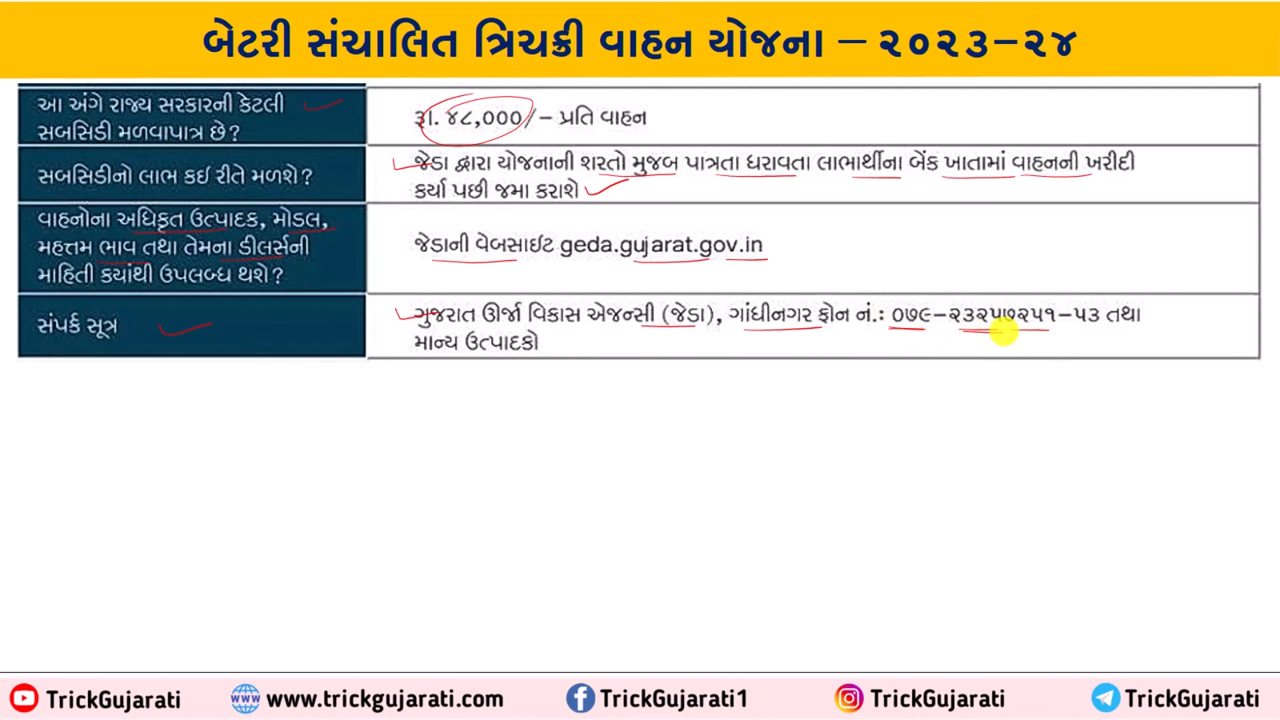 બેટરી સંચાલિત ત્રિચક્રી વાહન યોજના – ૨૦૨૩-૨૪
આ અંગે રાજ્ય સરકારની કેટલી
સબસિડી મળવાપાત્ર છે?
રૂા. ૪૮,૦૦૦/- પ્રતિ વાહન
સબસિડીનો લાભ કઈ રીતે મળશે?
જેડા દ્વારા યોજનાની શરતો મુજબ પાત્રતા ધરાવતા લાભાર્થીના બેંક ખાતામાં વાહનની ખરીદી
કર્યા પછી જમા કરાશે
વાહનોના અધિકૃત ઉત્પાદક, મોડલ,
મહત્તમ ભાવ તથા તેમના ડીલર્સની
માહિતી ક્યાંથી ઉપલબ્ધ થશે?
જેડાની વેબસાઈટ geda.gujarat.gov.in
સંપર્ક સૂત્ર
ગુજરાત ઊર્જા વિકાસ એજન્સી (જેડા), ગાંધીનગર ફોન નં.: ૦૭૯-૨૩૨૫૭૨૫૧-૫૩ તથા
માન્ય ઉત્પાદકો
TrickGujarati www.trickgujarati.com TrickGujarati1 TrickGujarati TrickGujarati